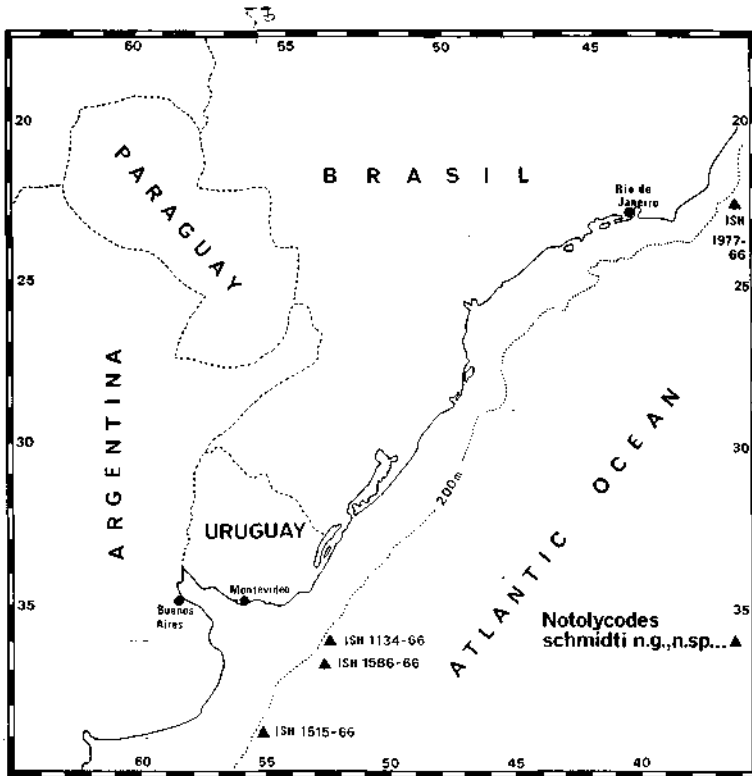 60 55 50 45
20 20
BRASIL
PARAGUAY
Rio de
Janeiro
ISH
1977-
66
25 25
ARGENTINA
30 30
ATLANTIC OCEAN
200m
URUGUAY
Montevideo
Buenos
Aires
35 35
Notolycodes
schmidti n.g.,n.sp...
ISH 1134-66
ISH 1586-66
ISH 1515-66
60 55 50 45 40